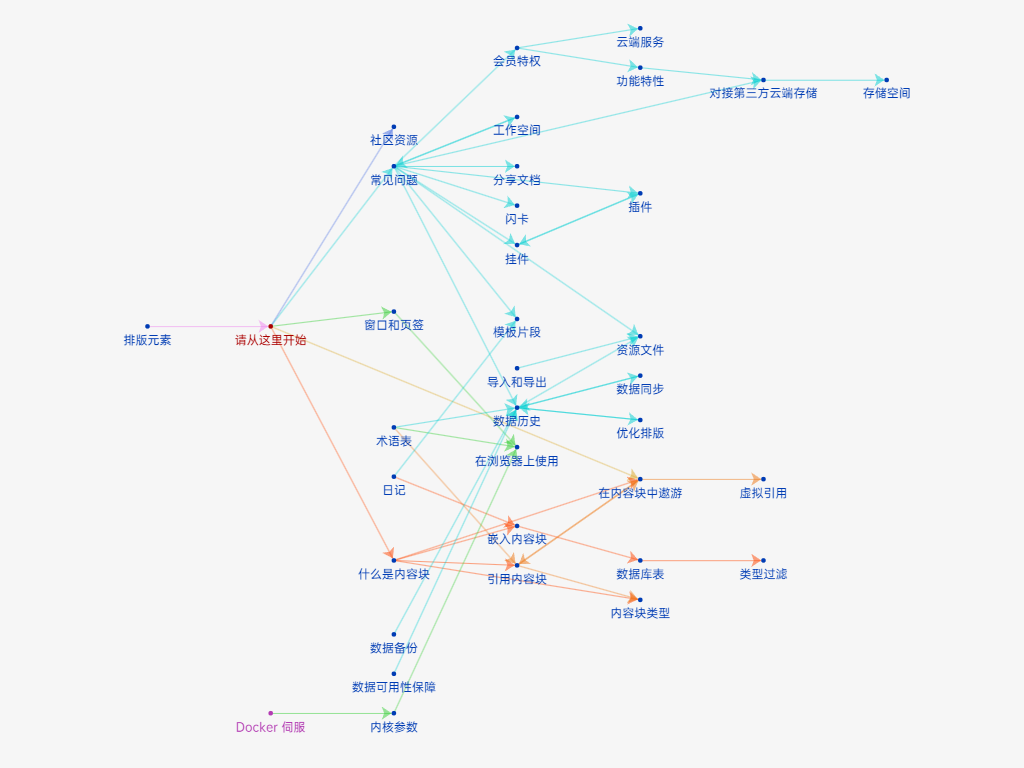 云端服务
会员特权
功能特性
对接第三方云端存储
存储空间
工作空间
社区资源
常见问题
分享文档
插件
闪卡
挂件
窗口和页签
模板片段
排版元素
请从这里开始
资源文件
导入和导出
数据同步
数据历史
优化排版
术语表
在浏览器上使用
日记
在内容块中遨游
虚拟引用
嵌入内容块
什么是内容块
引用内容块
数据库表
类型过滤
内容块类型
数据备份
数据可用性保障
Docker 伺服
内核参数